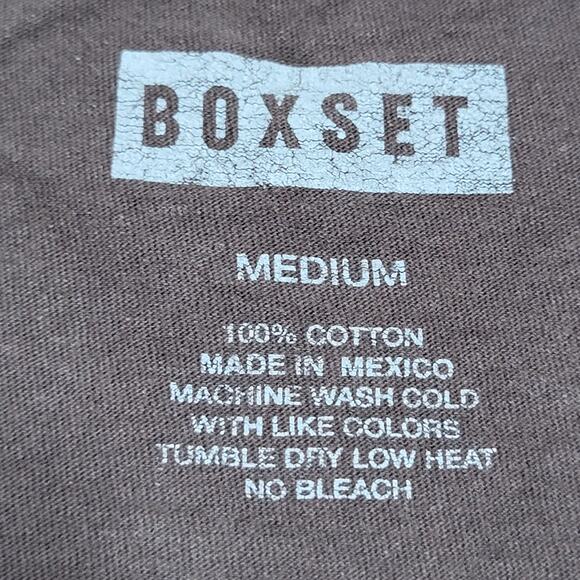 BOXSET
MEDIUM
100% COTTON
MADE IN MEXICO
MACHINE WASH COLD
WITH LIKE COLORS
TUMBLE DRY LOW HEAT
NO BLEACH